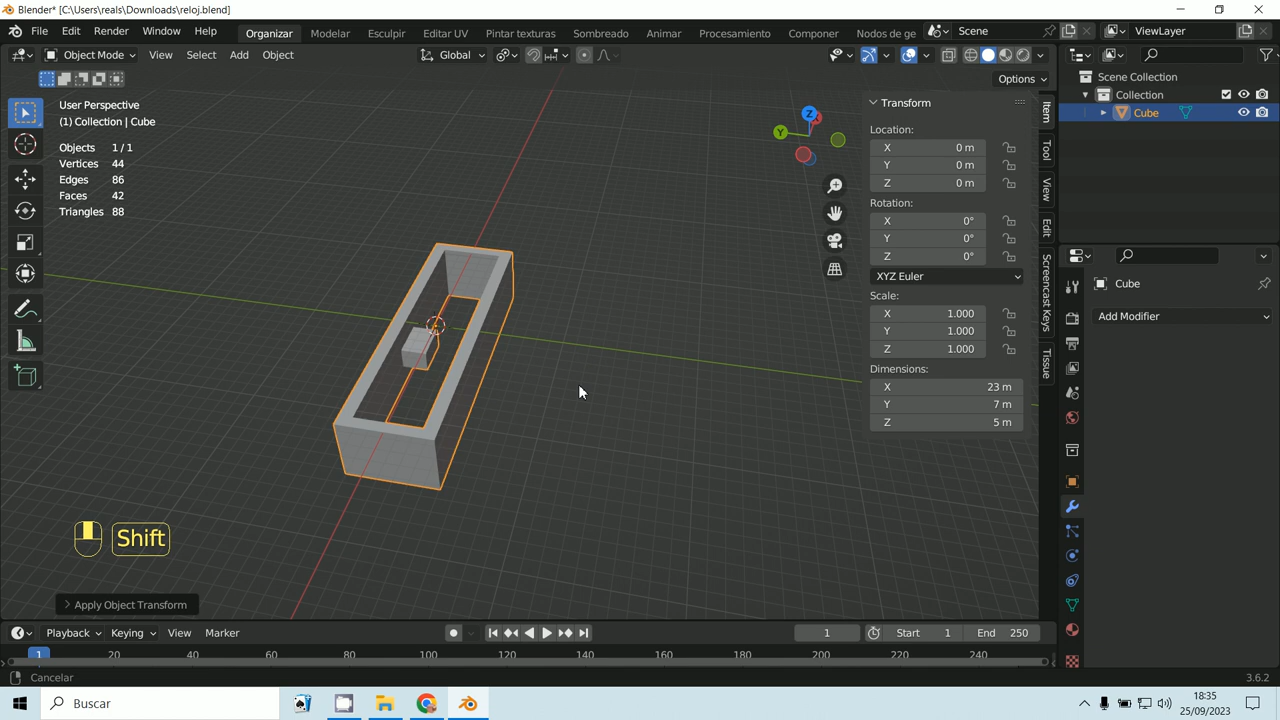 Blender* [C:\Users\reals\Downloads\reloj.blend]
File Edit Render Window Help Organizar Modelar Esculpir Editar UV Pintar texturas Sombreado Animar Procesamiento Componer Nodos de ge Scene ViewLayer
Object Mode View Select Add Object Global
Options
User Perspective
(1) Collection | Cube
Objects 1 / 1
Vertices 44
Edges 86
Faces 42
Triangles 88
Z
Y
X
Transform
Location:
X 0 m
Y 0 m
Z 0 m
Rotation:
X 0°
Y 0°
Z 0°
XYZ Euler
Scale:
X 1.000
Y 1.000
Z 1.000
Dimensions:
X 23 m
Y 7 m
Z 5 m
Item
Tool
View
Edit
Screencast Keys
Tissue
Scene Collection
Collection
Cube
Cube
Add Modifier
Shift
Apply Object Transform
Playback Keying View Marker 1 Start 1 End 250
1 20 40 60 80 100 120 140 160 180 200 220 240
Cancelar 3.6.2
Buscar
18:35
25/09/2023